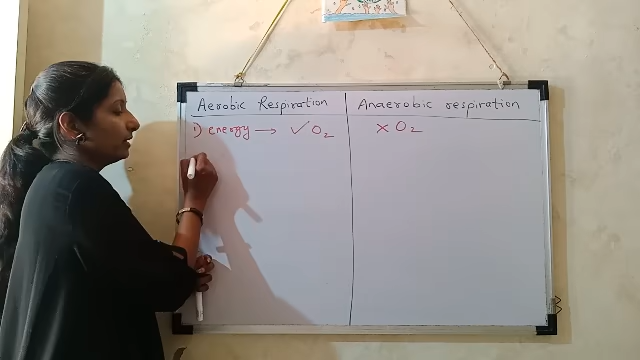 Aerobic Respiration
Anaerobic respiration
1) energy → ✓ O₂
× O₂